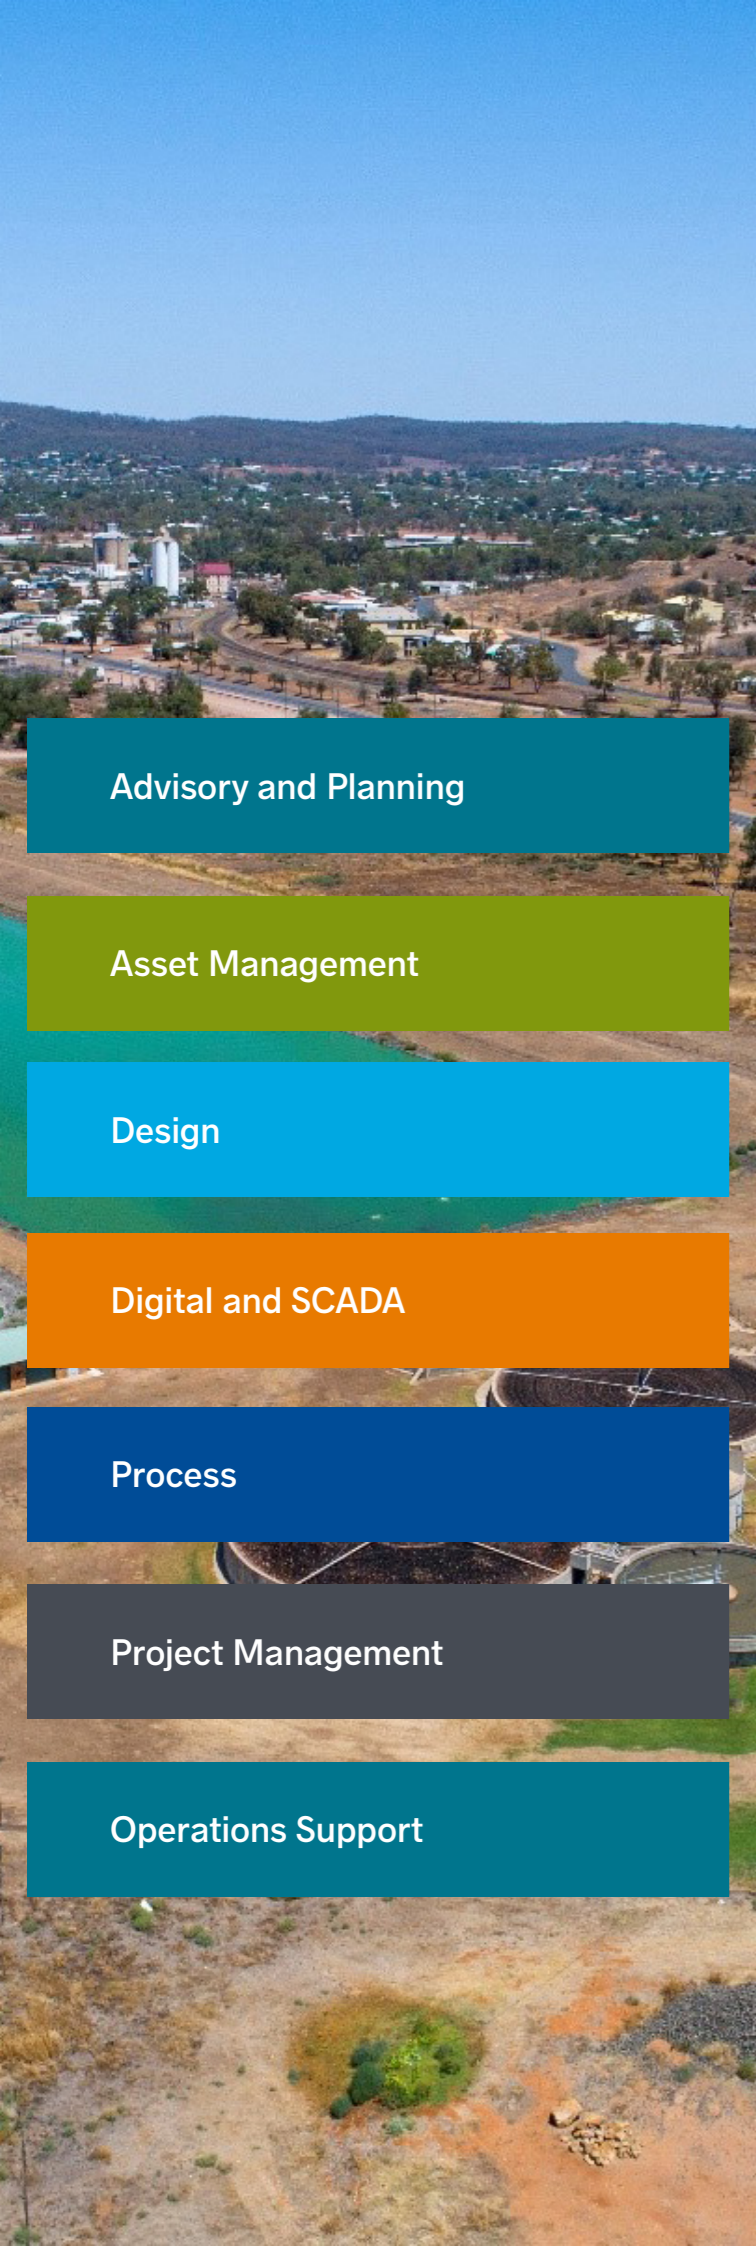 Advisory and Planning
Asset Management
Design
Digital and SCADA
Process
Project Management
Operations Support